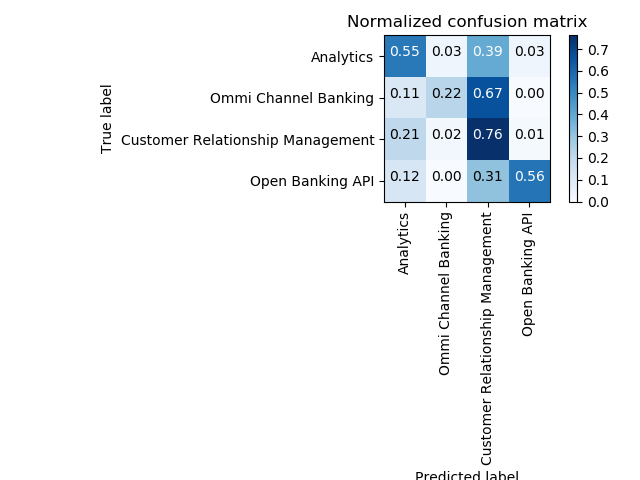 Normalized confusion matrix
True label
Analytics 0.55 0.03 0.39 0.03
Ommi Channel Banking 0.11 0.22 0.67 0.00
Customer Relationship Management 0.21 0.02 0.76 0.01
Open Banking API 0.12 0.00 0.31 0.56
Analytics
Ommi Channel Banking
Customer Relationship Management
Open Banking API
Predicted label
0.7
0.6
0.5
0.4
0.3
0.2
0.1
0.0